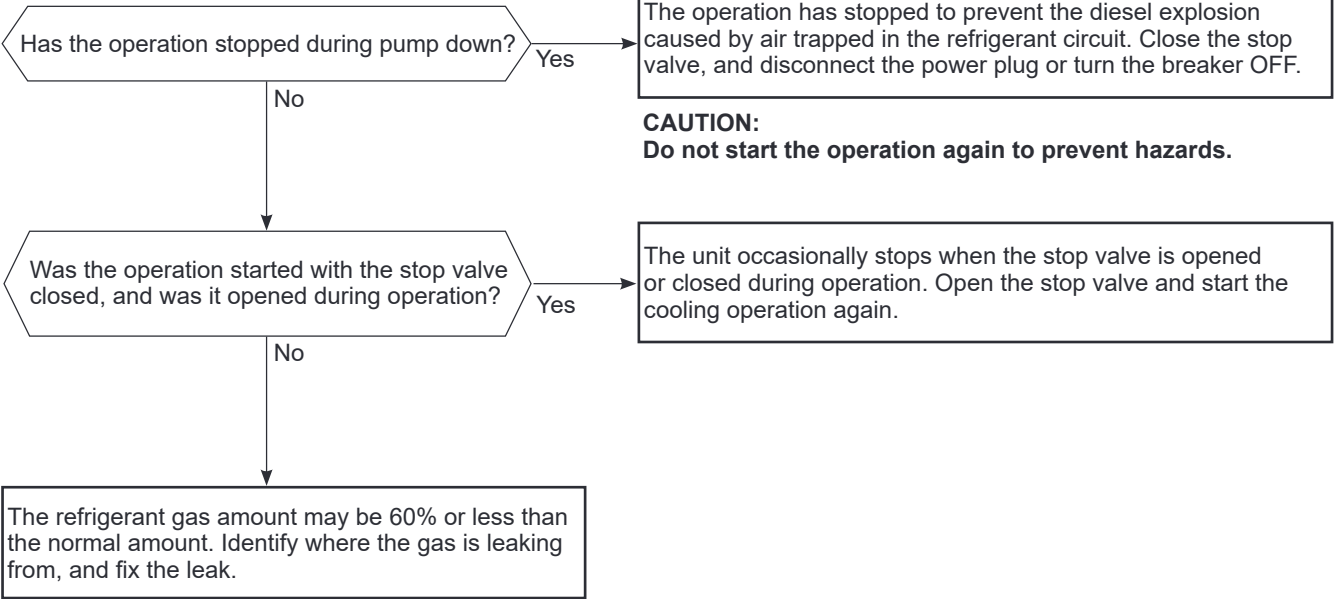 Has the operation stopped during pump down?
Yes
The operation has stopped to prevent the diesel explosion
caused by air trapped in the refrigerant circuit. Close the stop
valve, and disconnect the power plug or turn the breaker OFF.
No
CAUTION:
Do not start the operation again to prevent hazards.
Was the operation started with the stop valve
closed, and was it opened during operation?
Yes
The unit occasionally stops when the stop valve is opened
or closed during operation. Open the stop valve and start the
cooling operation again.
No
The refrigerant gas amount may be 60% or less than
the normal amount. Identify where the gas is leaking
from, and fix the leak.